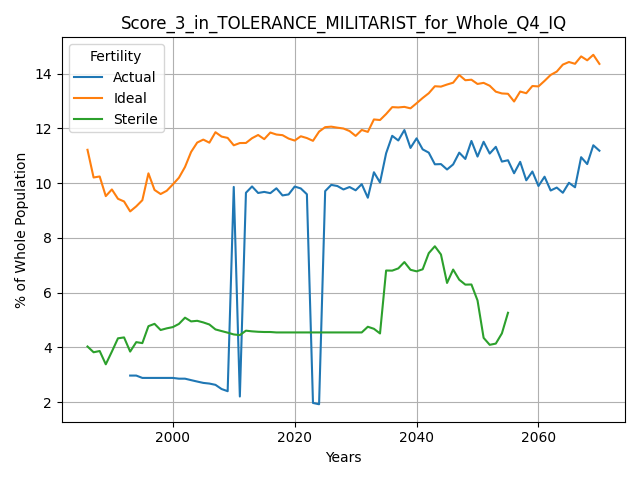 Score_3_in_TOLERANCE_MILITARIST_for_Whole_Q4_IQ
Fertility
Actual
Ideal
Sterile
% of Whole Population
14
12
10
8
6
4
2
2000 2020 2040 2060
Years